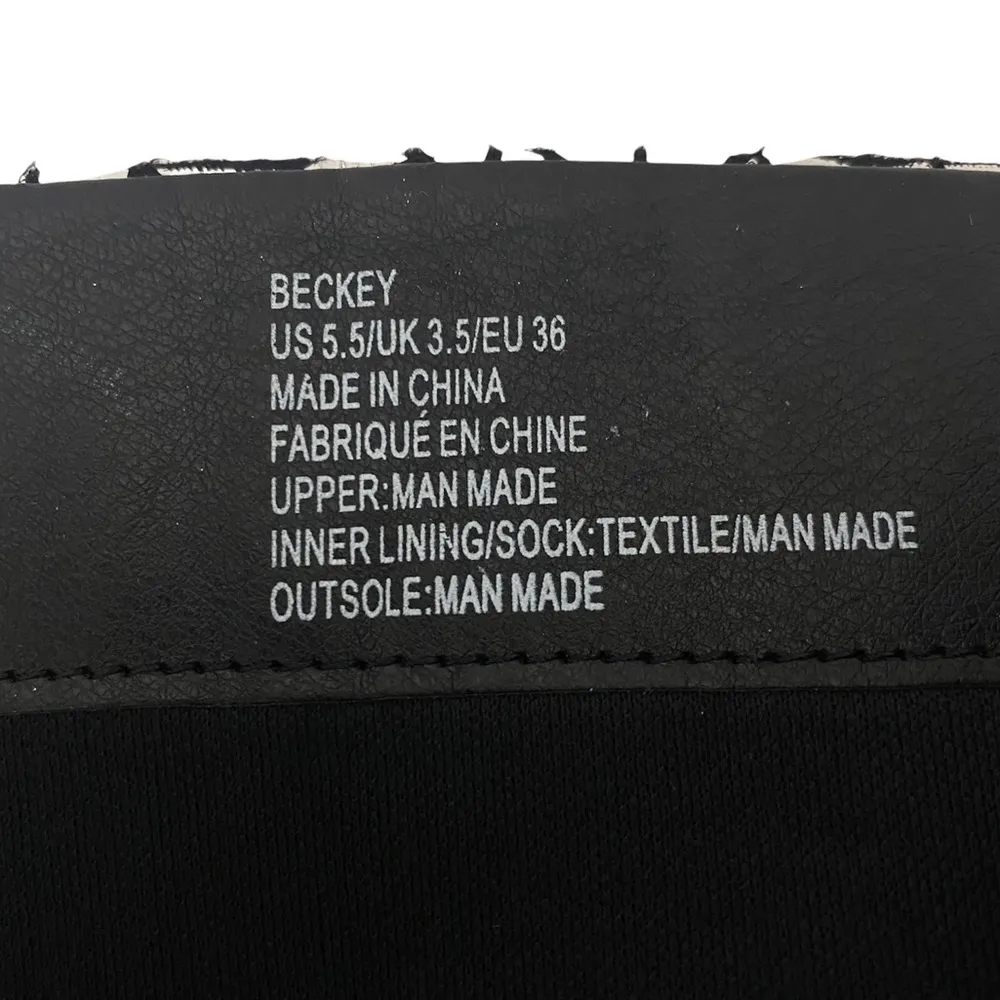 BECKEY
US 5.5/UK 3.5/EU 36
MADE IN CHINA
FABRIQUÉ EN CHINE
UPPER:MAN MADE
INNER LINING/SOCK:TEXTILE/MAN MADE
OUTSOLE:MAN MADE